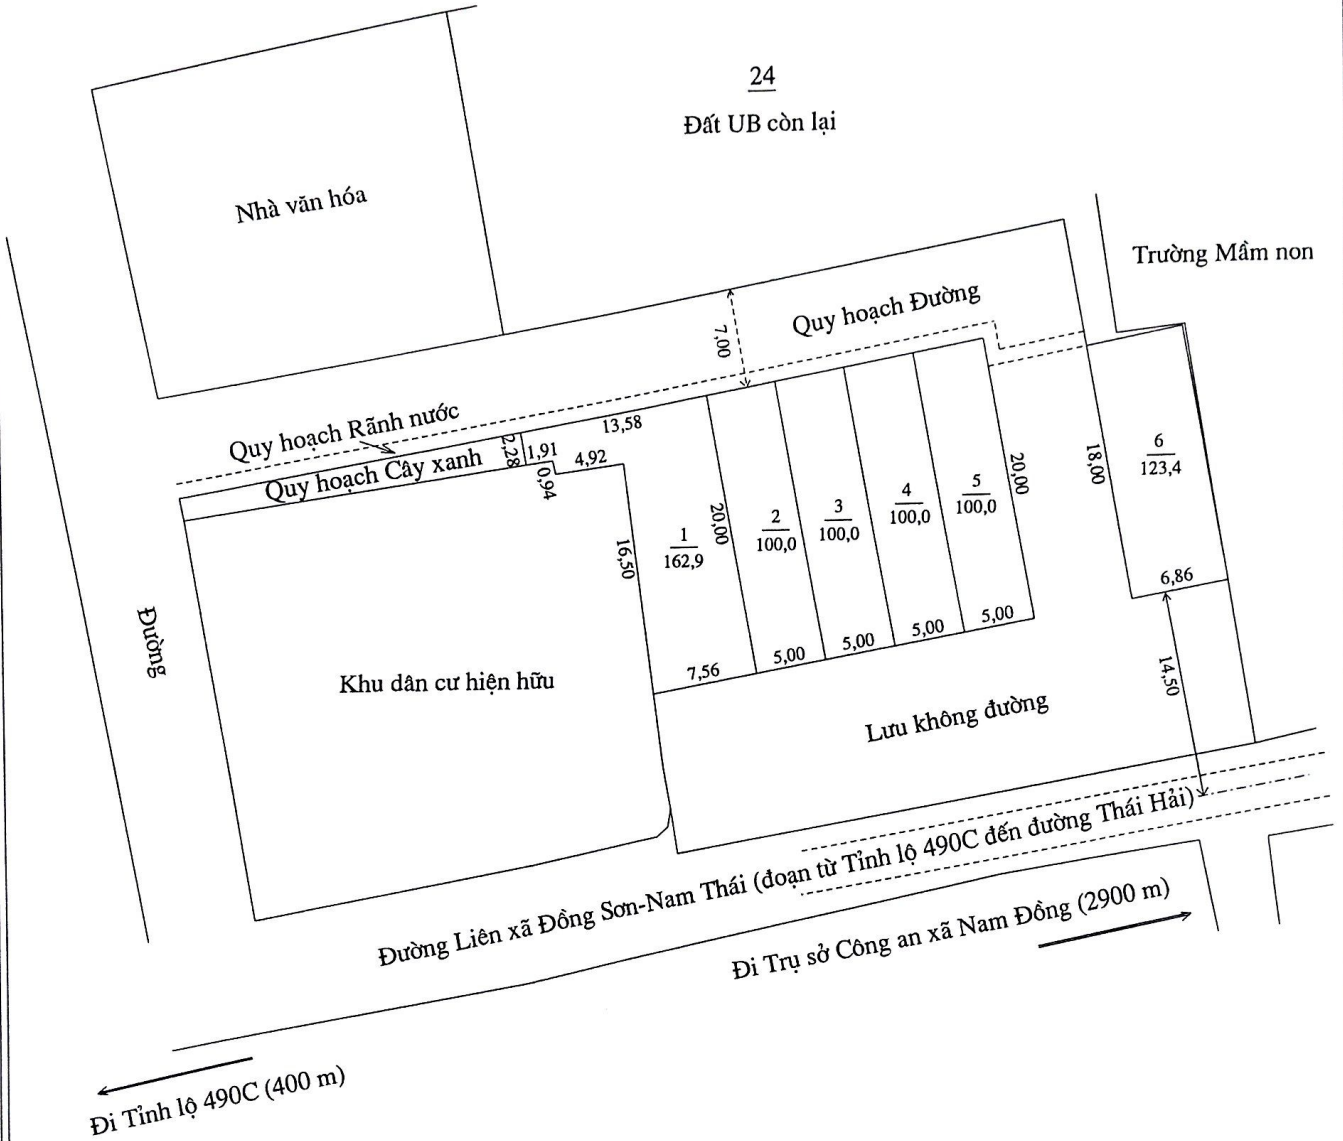 24
Đất UB còn lại
Nhà văn hóa
Trường Mầm non
Quy hoạch Đường
7,00
Quy hoạch Rãnh nước
Quy hoạch Cây xanh
2,28
1,91
0,94
4,92
13,58
16,50
1
162,9
20,00
2
100,0
3
100,0
4
100,0
5
100,0
20,00
18,00
6
123,4
6,86
7,56
5,00
5,00
5,00
5,00
14,50
Đường
Khu dân cư hiện hữu
Lưu không đường
Đường Liên xã Đồng Sơn-Nam Thái (đoạn từ Tỉnh lộ 490C đến đường Thái Hải)
Đi Trụ sở Công an xã Nam Đồng (2900 m)
Đi Tỉnh lộ 490C (400 m)